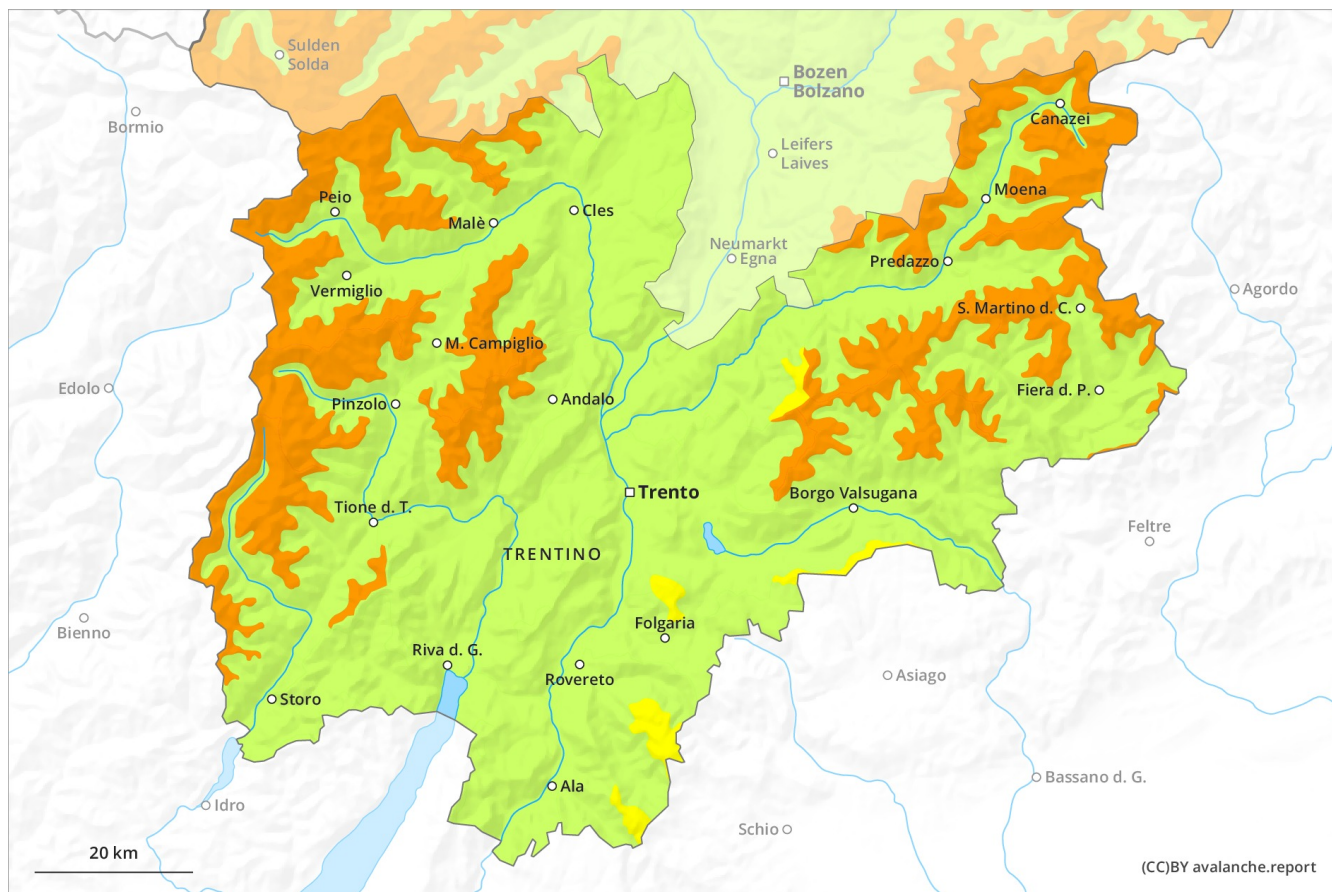 Sulden
Solda
Bozen
Bolzano
Bormio
Canazei
Leifers
Laives
Moena
Peio
Malè
Cles
Neumarkt
Egna
Predazzo
Vermiglio
Agordo
S. Martino d. C.
M. Campiglio
Edolo
Pinzolo
Andalo
Fiera d. P.
Trento
Borgo Valsugana
Tione d. T.
Feltre
TRENTINO
Bienno
Folgaria
Riva d. G.
Rovereto
Asiago
Storo
Ala
Bassano d. G.
Idro
Schio
20 km
(CC)BY avalanche.report